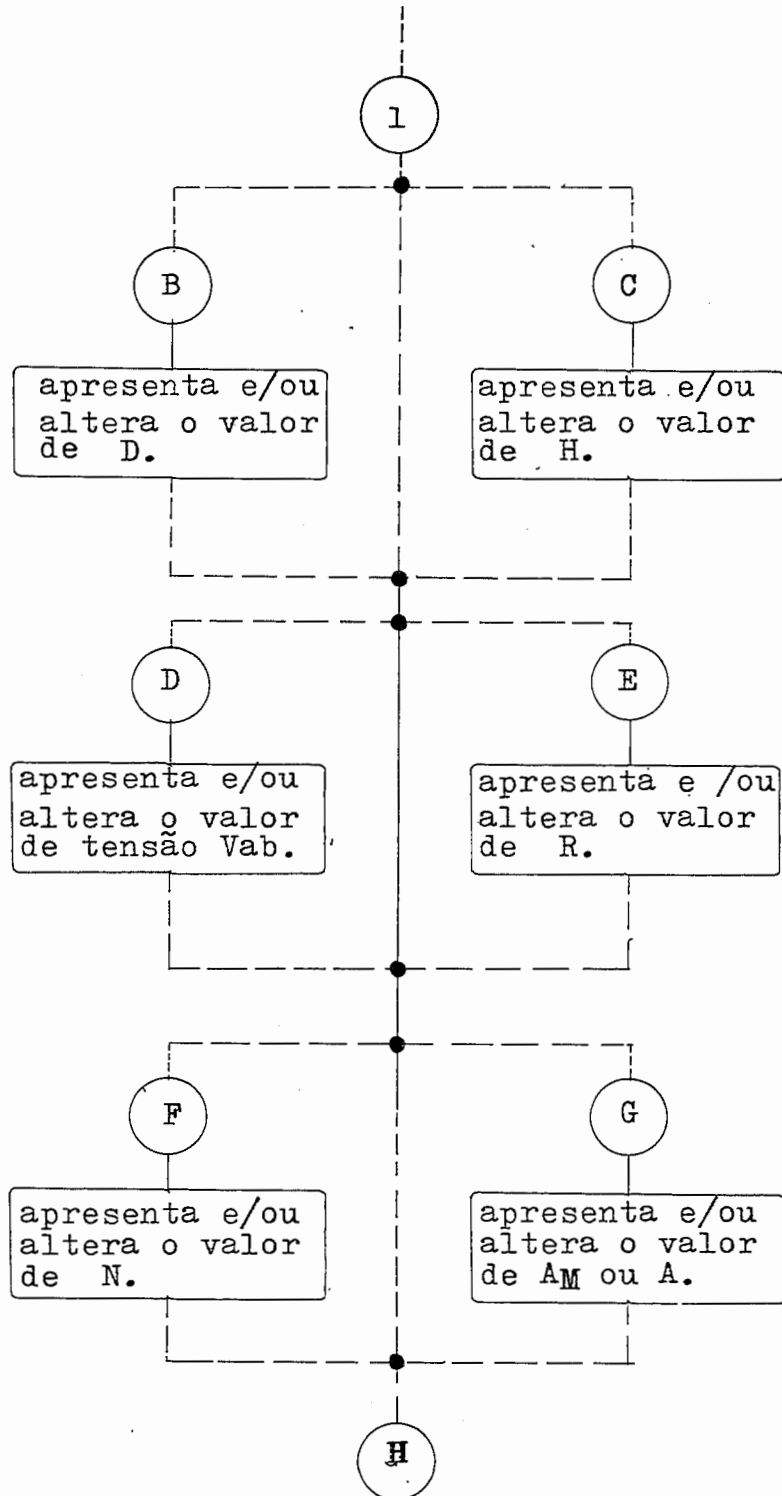 1
B
C
apresenta e/ou
altera o valor
de D.
apresenta e/ou
altera o valor
de H.
D
E
apresenta e/ou
altera o valor
de tensão Vab.
apresenta e /ou
altera o valor
de R.
F
G
apresenta e/ou
altera o valor
de N.
apresenta e/ou
altera o valor
de AM ou A.
H